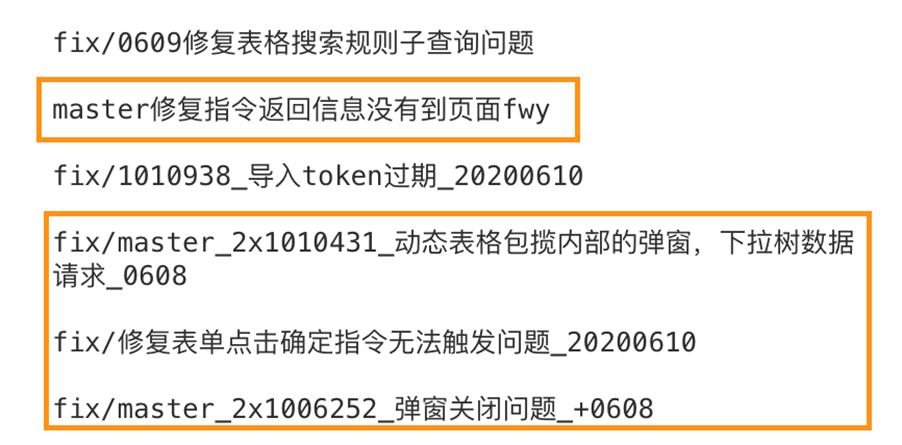 fix/0609修复表格搜索规则子查询问题
master修复指令返回信息没有到页面fwy
fix/1010938_导入token过期_20200610
fix/master_2x1010431_动态表格包揽内部的弹窗，下拉树数据
请求_0608
fix/修复表单点击确定指令无法触发问题_20200610
fix/master_2x1006252_弹窗关闭问题_+0608